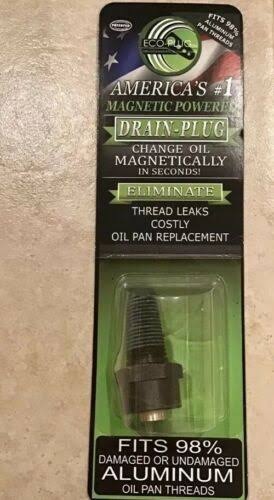 PATENTED
FITS 98%
ALUMINUM
PAN THREADS
ECO-PLUG
AMERICA'S #1
MAGNETIC POWERED
DRAIN-PLUG
CHANGE OIL
MAGNETICALLY
IN SECONDS!
ELIMINATE
THREAD LEAKS
COSTLY
OIL PAN REPLACEMENT
FITS 98%
DAMAGED OR UNDAMAGED
ALUMINUM
OIL PAN THREADS